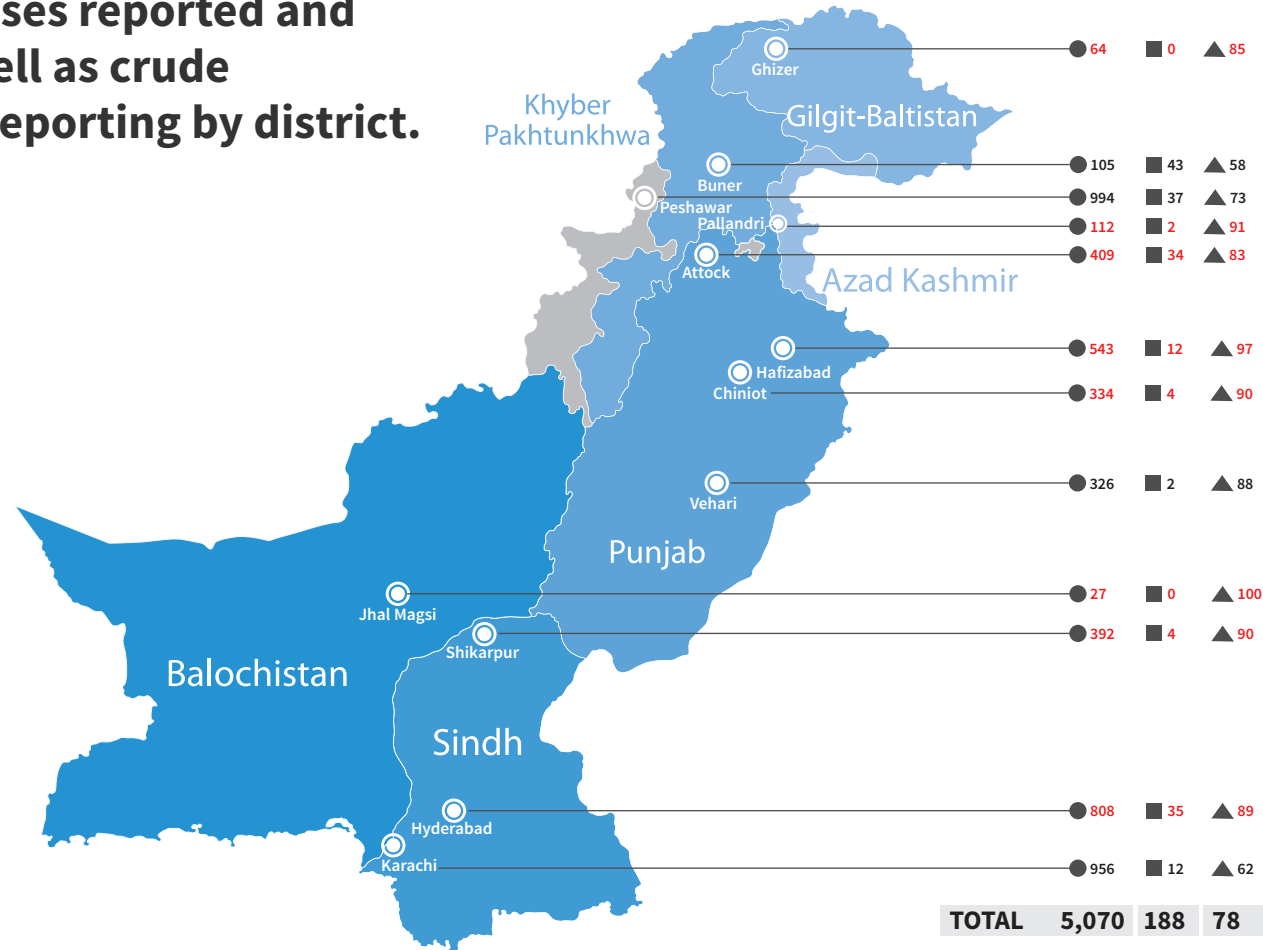 ses reported and
ell as crude
eporting by district.
Khyber
Pakhtunkhwa
Gilgit-Baltistan
Ghizer 64 0 85
Buner 105 43 58
Peshawar 994 37 73
Pallandri 112 2 91
Attock 409 34 83
Azad Kashmir
Hafizabad 543 12 97
Chiniot 334 4 90
Vehari 326 2 88
Punjab
Jhal Magsi 27 0 100
Shikarpur 392 4 90
Balochistan
Sindh
Hyderabad 808 35 89
Karachi 956 12 62
TOTAL 5,070 188 78